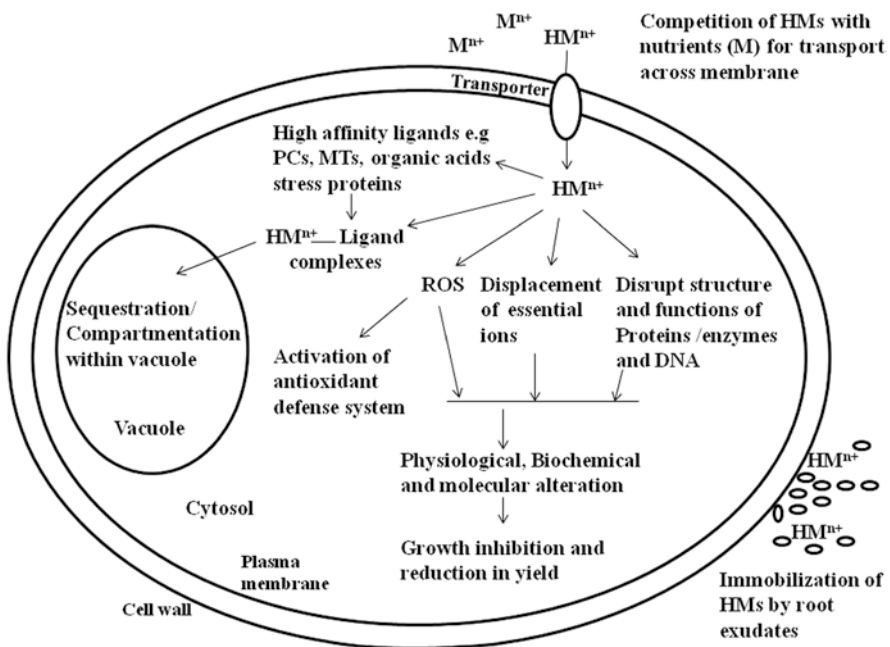 Mn+
Mn+
HMn+
Competition of HMs with
nutrients (M) for transport
across membrane
Transporter
High affinity ligands e.g
PCs, MTs, organic acids
stress proteins
HMn+
HMn+ Ligand
complexes
Sequestration/
Compartmentation
within vacuole
Vacuole
ROS
Displacement
of essential
ions
Disrupt structure
and functions of
Proteins /enzymes
and DNA
Activation of
antioxidant
defense system
Physiological, Biochemical
and molecular alteration
Growth inhibition and
reduction in yield
Cytosol
Plasma
membrane
Cell wall
HMn+
HMn+
Immobilization of
HMs by root
exudates